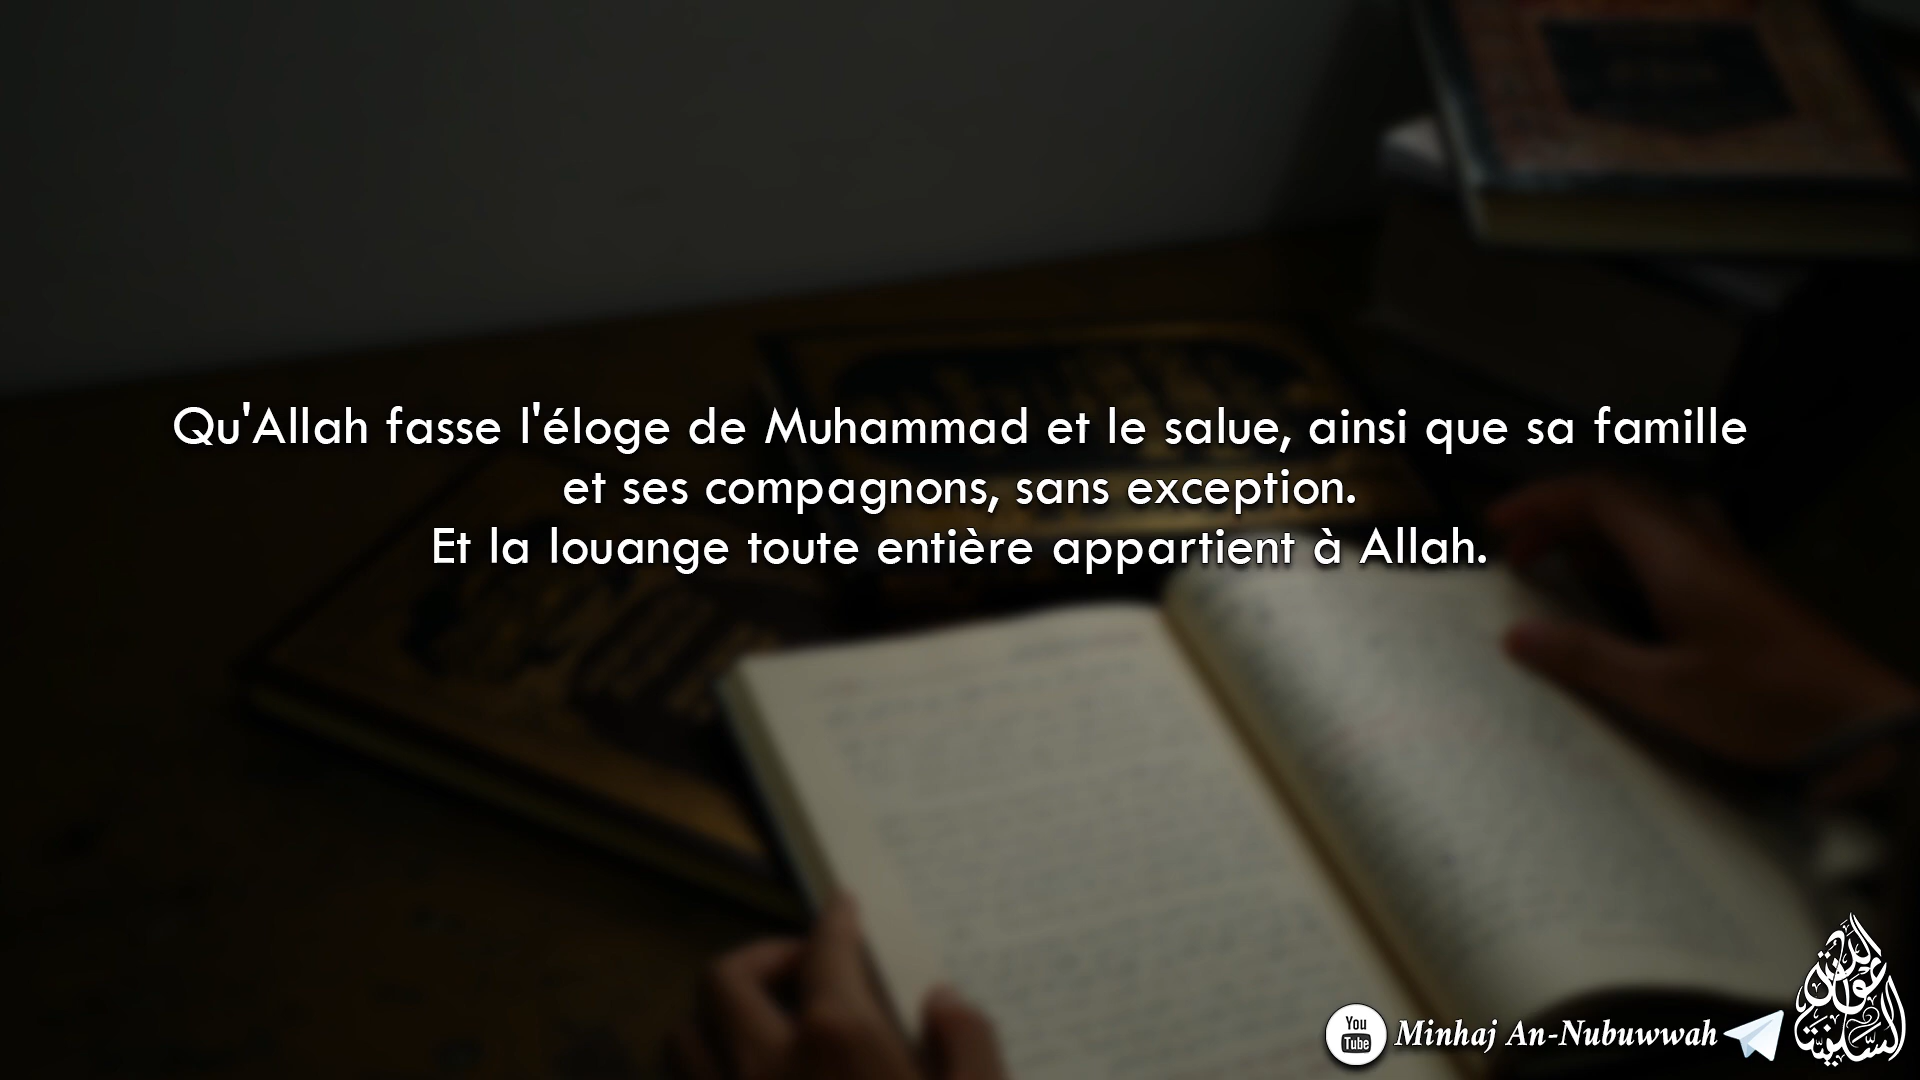 Qu'Allah fasse l'éloge de Muhammad et le salue, ainsi que sa famille
et ses compagnons, sans exception.
Et la louange toute entière appartient à Allah.
You
Tube
Minhaj An-Nubuwwah